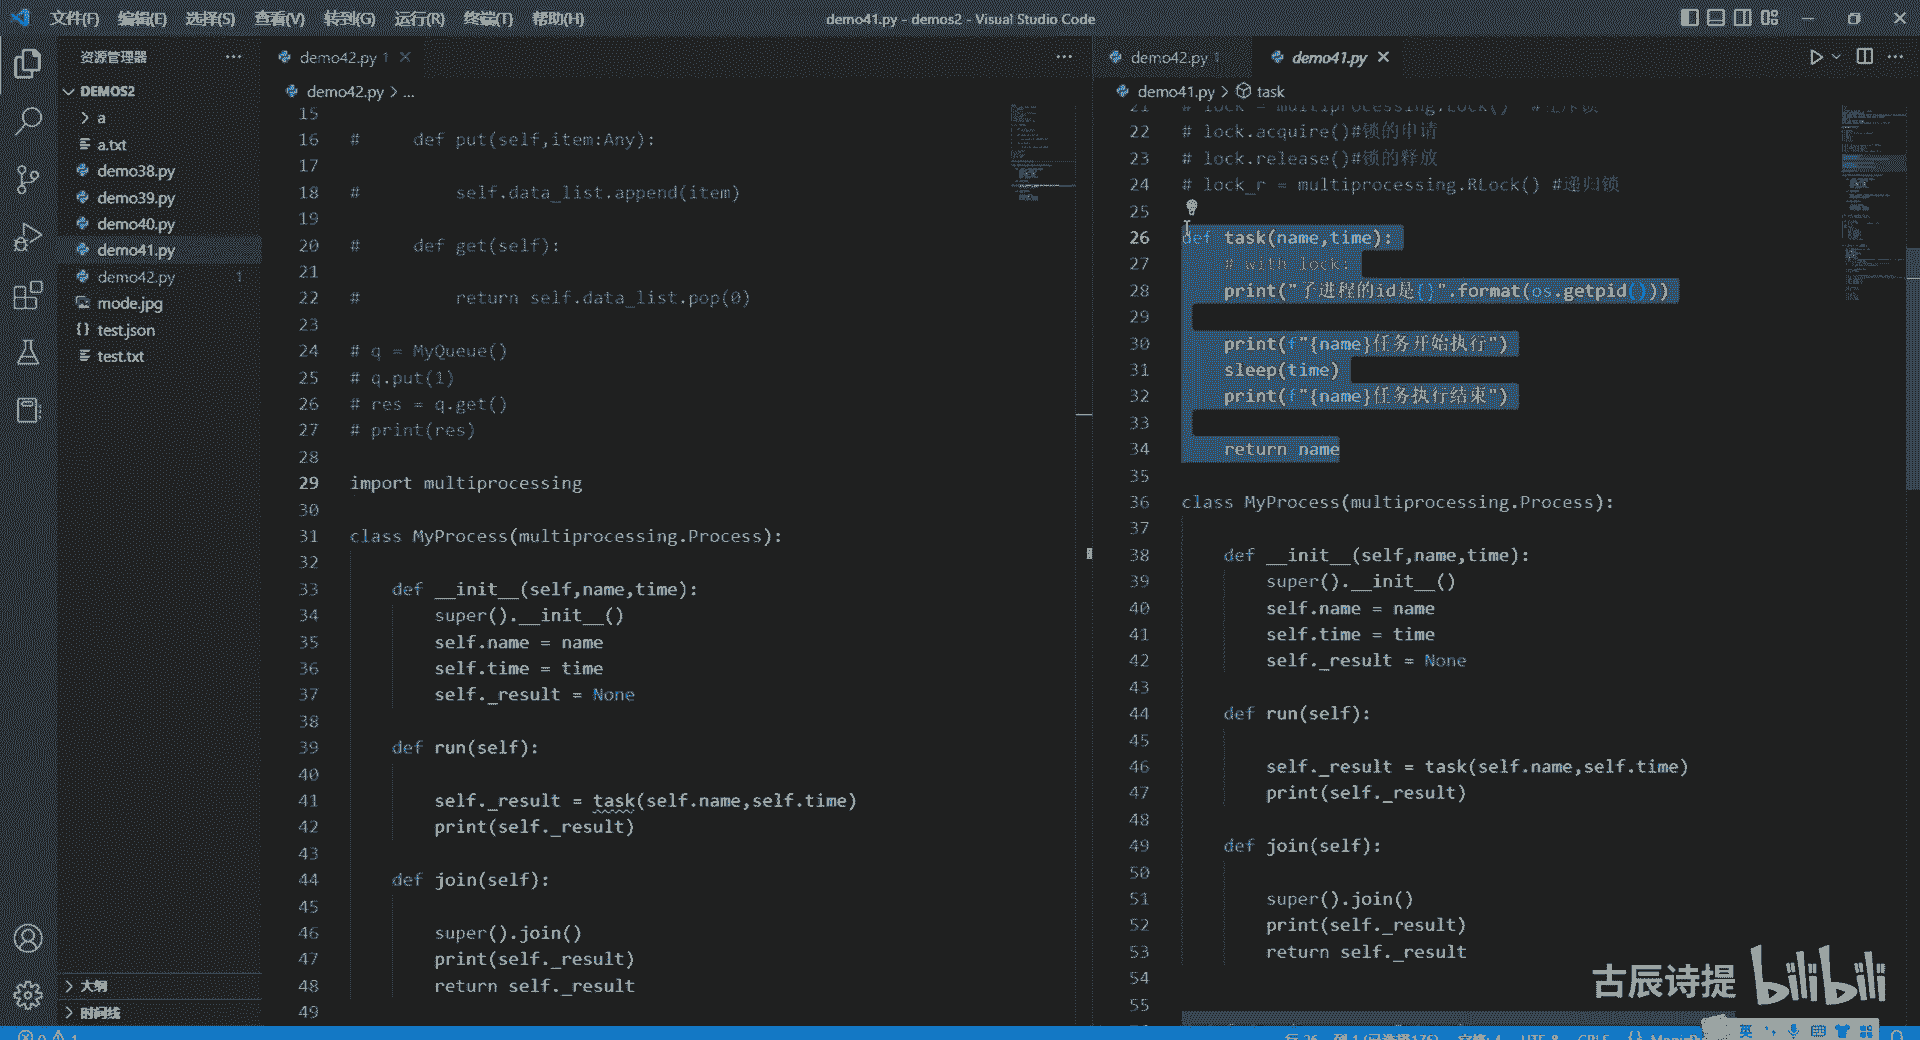 文件(F) 编辑(E) 选择(S) 查看(V) 转到(G) 运行(R) 终端(T) 帮助(H)
demo41.py - demos2 - Visual Studio Code
资源管理器
DEMOS2
a
a.txt
demo38.py
demo39.py
demo40.py
demo41.py
demo42.py 1
mode.jpg
test.json
test.txt
大纲
时间线
demo42.py 1
demo42.py > ...
15
16 #     def put(self,item:Any):
17
18 #         self.data_list.append(item)
19
20 #     def get(self):
21
22 #         return self.data_list.pop(0)
23
24 # q = MyQueue()
25 # q.put(1)
26 # res = q.get()
27 # print(res)
28
29 import multiprocessing
30
31 class MyProcess(multiprocessing.Process):
32
33     def __init__(self,name,time):
34         super().__init__()
35         self.name = name
36         self.time = time
37         self._result = None
38
39     def run(self):
40
41         self._result = task(self.name,self.time)
42         print(self._result)
43
44     def join(self):
45
46         super().join()
47         print(self._result)
48         return self._result
49
demo42.py 1 demo41.py
demo41.py > task
21 # lock = multiprocessing.Lock()
22 # lock.acquire()#锁的申请
23 # lock.release()#锁的释放
24 # lock_r = multiprocessing.RLock() #递归锁
25
26 def task(name,time):
27     # with lock:
28     print("子进程的id是{}".format(os.getpid()))
29
30     print(f"{name}任务开始执行")
31     sleep(time)
32     print(f"{name}任务执行结束")
33
34     return name
35
36 class MyProcess(multiprocessing.Process):
37
38     def __init__(self,name,time):
39         super().__init__()
40         self.name = name
41         self.time = time
42         self._result = None
43
44     def run(self):
45
46         self._result = task(self.name,self.time)
47         print(self._result)
48
49     def join(self):
50
51         super().join()
52         print(self._result)
53         return self._result
54
55
古辰诗提 bilibili
英